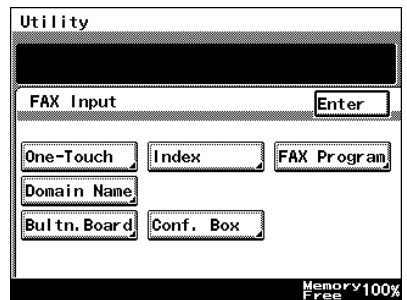 Utility
FAX Input Enter
One-Touch Index FAX Program
Domain Name
Bultn.Board Conf. Box
Memory Free 100%